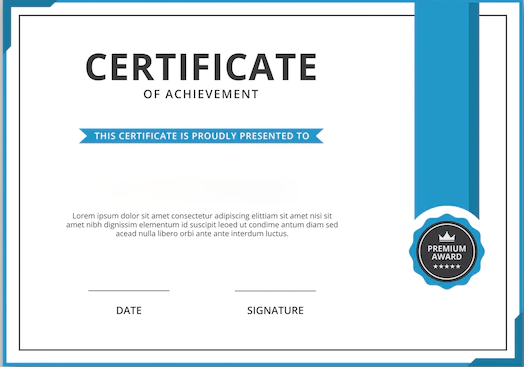 CERTIFICATE
OF ACHIEVEMENT
THIS CERTIFICATE IS PROUDLY PRESENTED TO
Lorem ipsum dolor sit amet consectetur adipiscing elittiam sit amet nisi sit
amet nibh dignissim elementum is suscipit leoed ut condime antum diam sed
acead nulla libero orbi ante ante interdum luctus.
PREMIUM
AWARD
DATE
SIGNATURE